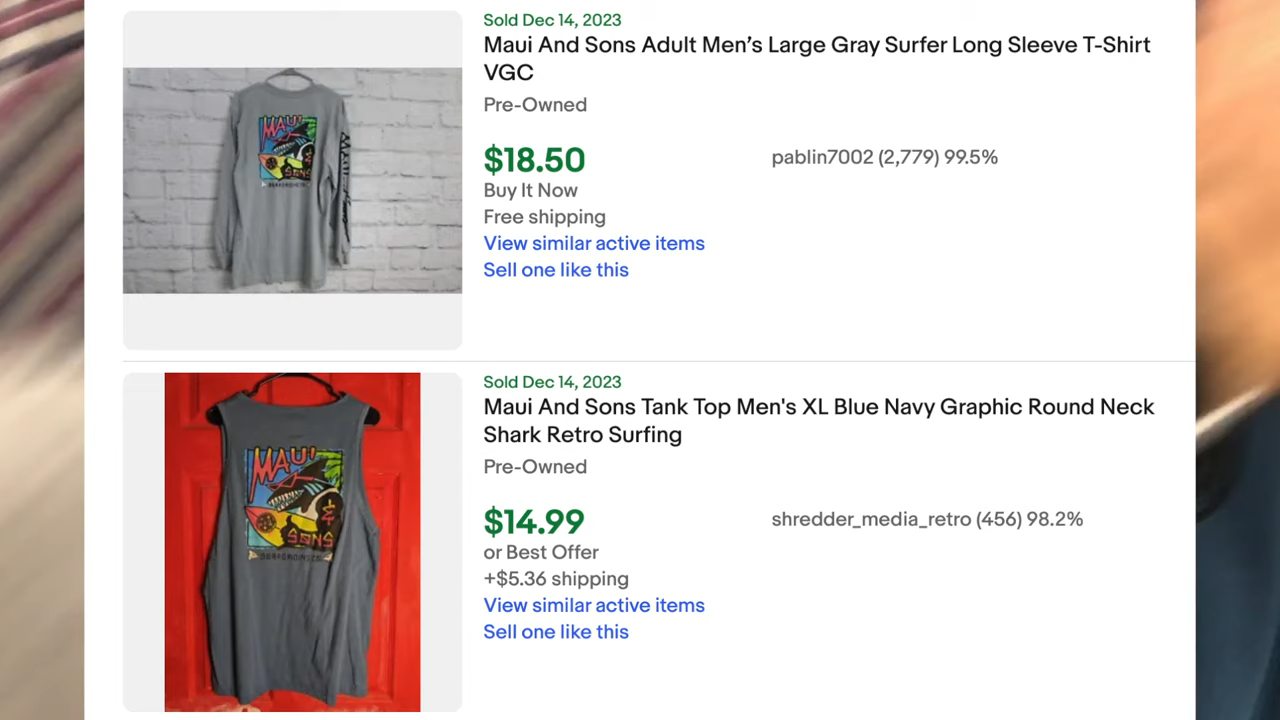 Sold Dec 14, 2023
Maui And Sons Adult Men’s Large Gray Surfer Long Sleeve T-Shirt
VGC
Pre-Owned
$18.50
pablin7002 (2,779) 99.5%
Buy It Now
Free shipping
View similar active items
Sell one like this
MAUI
SONS
Sold Dec 14, 2023
Maui And Sons Tank Top Men's XL Blue Navy Graphic Round Neck
Shark Retro Surfing
Pre-Owned
$14.99
shredder_media_retro (456) 98.2%
or Best Offer
+$5.36 shipping
View similar active items
Sell one like this
MAUI
&
SONS